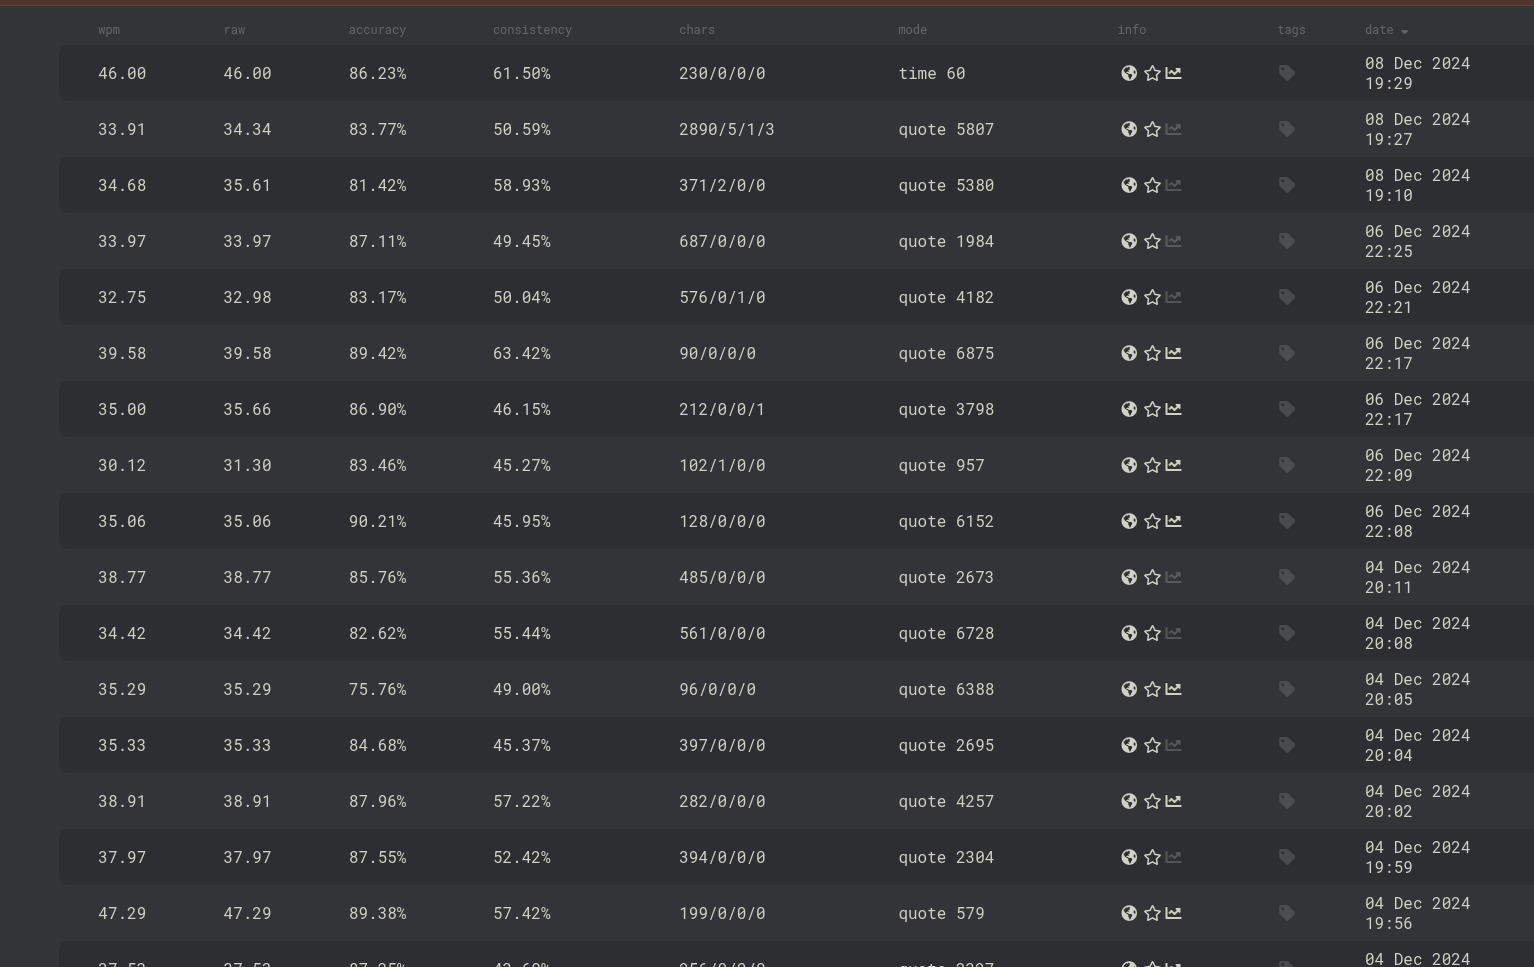 wpm raw accuracy consistency chars mode info tags date
46.00 46.00 86.23% 61.50% 230/0/0/0 time 60 08 Dec 2024
19:29
33.91 34.34 83.77% 50.59% 2890/5/1/3 quote 5807 08 Dec 2024
19:27
34.68 35.61 81.42% 58.93% 371/2/0/0 quote 5380 08 Dec 2024
19:10
33.97 33.97 87.11% 49.45% 687/0/0/0 quote 1984 06 Dec 2024
22:25
32.75 32.98 83.17% 50.04% 576/0/1/0 quote 4182 06 Dec 2024
22:21
39.58 39.58 89.42% 63.42% 90/0/0/0 quote 6875 06 Dec 2024
22:17
35.00 35.66 86.90% 46.15% 212/0/0/1 quote 3798 06 Dec 2024
22:17
30.12 31.30 83.46% 45.27% 102/1/0/0 quote 957 06 Dec 2024
22:09
35.06 35.06 90.21% 45.95% 128/0/0/0 quote 6152 06 Dec 2024
22:08
38.77 38.77 85.76% 55.36% 485/0/0/0 quote 2673 04 Dec 2024
20:11
34.42 34.42 82.62% 55.44% 561/0/0/0 quote 6728 04 Dec 2024
20:08
35.29 35.29 75.76% 49.00% 96/0/0/0 quote 6388 04 Dec 2024
20:05
35.33 35.33 84.68% 45.37% 397/0/0/0 quote 2695 04 Dec 2024
20:04
38.91 38.91 87.96% 57.22% 282/0/0/0 quote 4257 04 Dec 2024
20:02
37.97 37.97 87.55% 52.42% 394/0/0/0 quote 2304 04 Dec 2024
19:59
47.29 47.29 89.38% 57.42% 199/0/0/0 quote 579 04 Dec 2024
19:56
04 Dec 2024